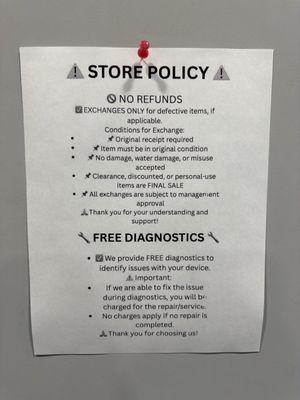 ⚠ STORE POLICY ⚠
🚫 NO REFUNDS
☑ EXCHANGES ONLY for defective items, if
applicable.
Conditions for Exchange:
• 📌 Original receipt required
• 📌 Item must be in original condition
• 📌 No damage, water damage, or misuse
accepted
• 📌 Clearance, discounted, or personal-use
items are FINAL SALE
• 📌 All exchanges are subject to management
approval
🙏 Thank you for your understanding and
support!
🔧 FREE DIAGNOSTICS 🔧
• ☑ We provide FREE diagnostics to
identify issues with your device.
⚠ Important:
• If we are able to fix the issue
during diagnostics, you will be
charged for the repair/service.
• No charges apply if no repair is
completed.
🙏 Thank you for choosing us!